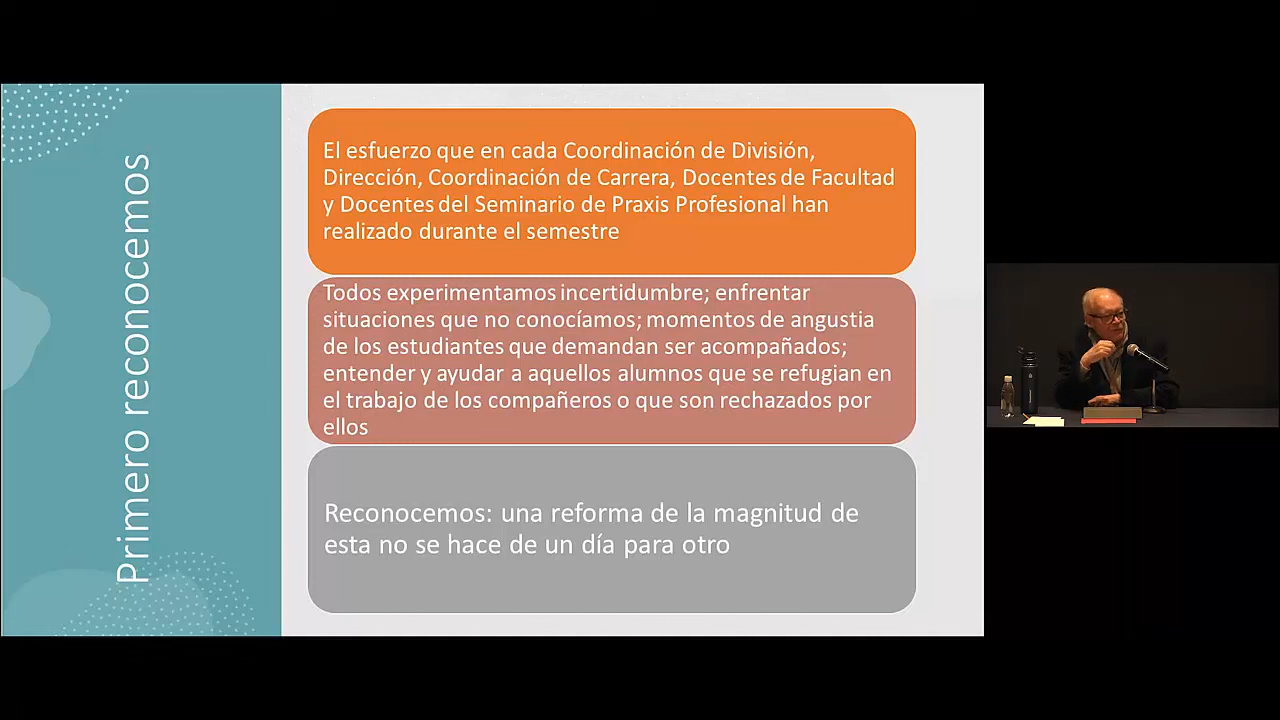 Primero reconocemos
El esfuerzo que en cada Coordinación de División,
Dirección, Coordinación de Carrera, Docentes de Facultad
y Docentes del Seminario de Praxis Profesional han
realizado durante el semestre
Todos experimentamos incertidumbre; enfrentar
situaciones que no conocíamos; momentos de angustia
de los estudiantes que demandan ser acompañados;
entender y ayudar a aquellos alumnos que se refugian en
el trabajo de los compañeros o que son rechazados por
ellos
Reconocemos: una reforma de la magnitud de
esta no se hace de un día para otro